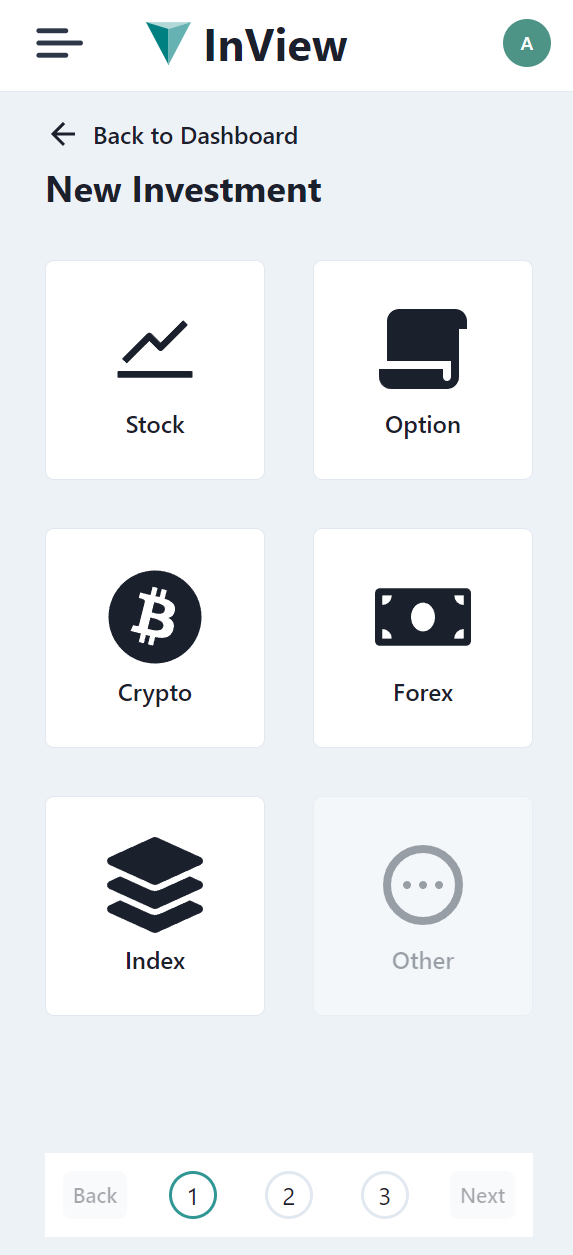 InView
A
Back to Dashboard
New Investment
Stock
Option
Crypto
Forex
Index
Other
Back
1
2
3
Next